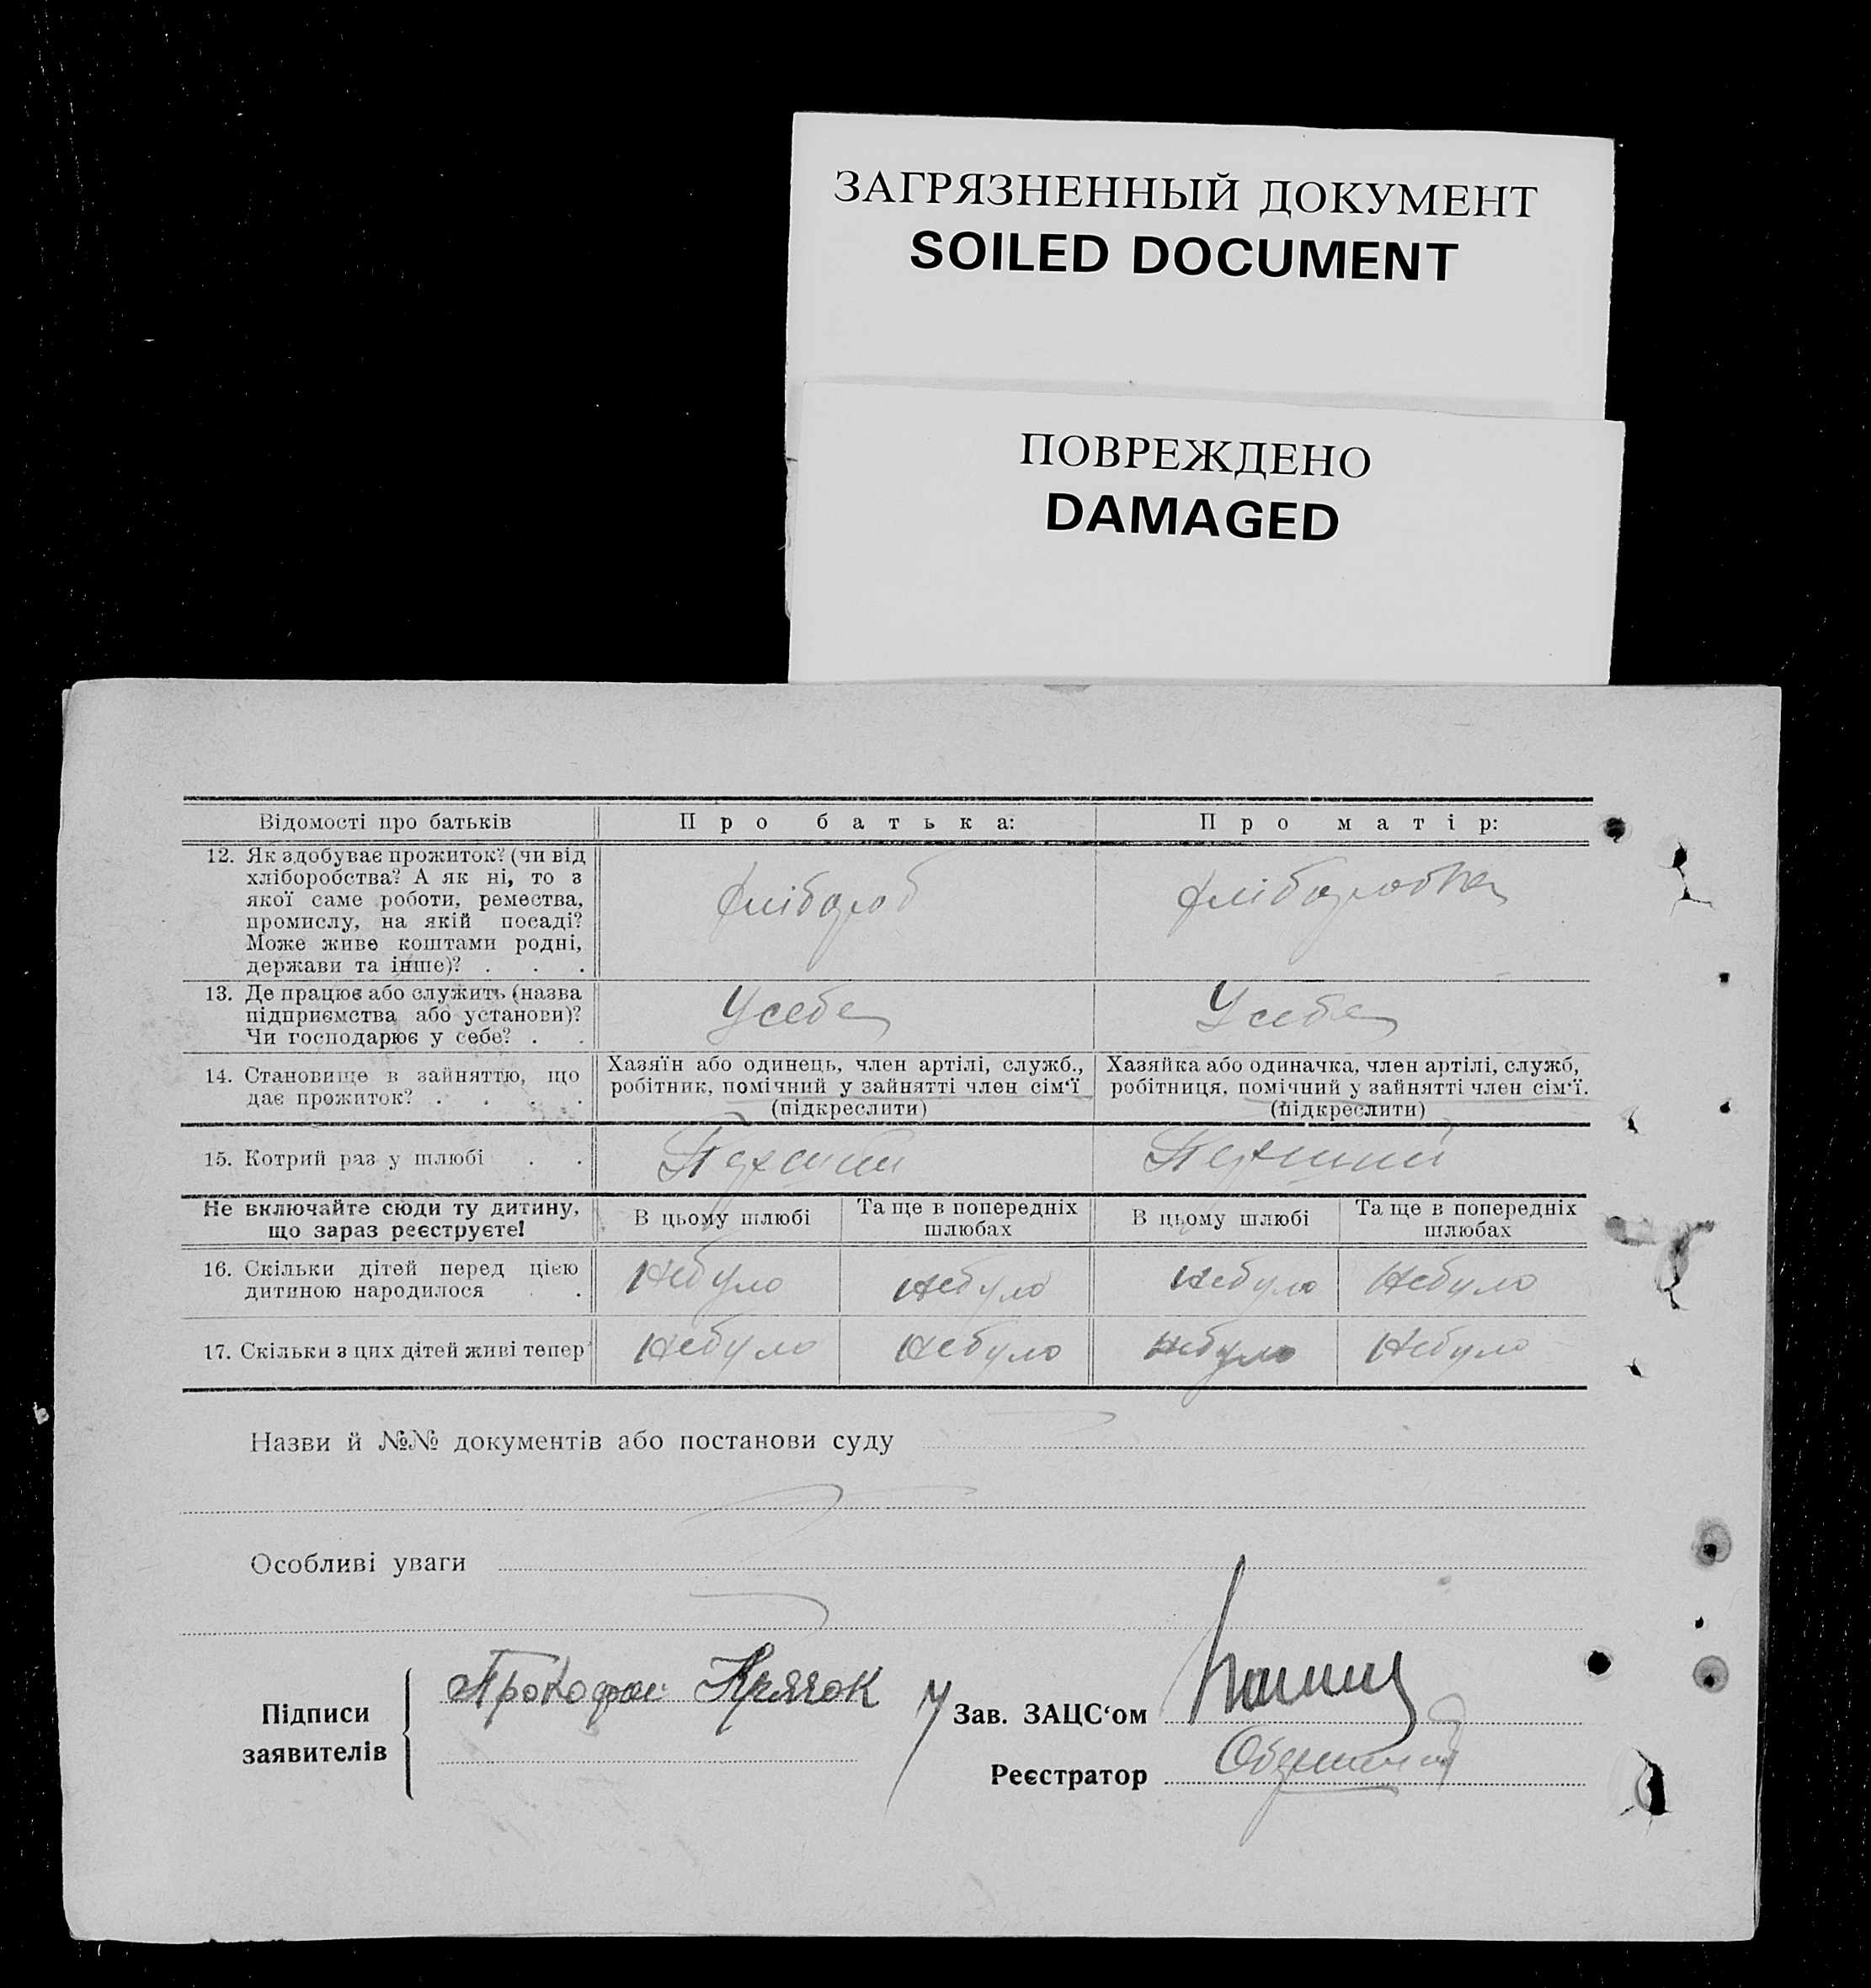 ЗАГРЯЗНЕННЫЙ ДОКУМЕНТ
SOILED DOCUMENT
ПОВРЕЖДЕНО
DAMAGED
Відомості про батьків
Про батька:
Про матір:
12. Як здобуває прожиток? (чи від
хліборобства? А як ні, то з
якої саме роботи, ремества,
промислу, на якій посаді?
Може живе коштами родні,
держави та інше)? . . .
хлібороб
хліборобка
13. Де працює або служить (назва
підприємства або установи)?
Чи господарює у себе? . .
Усебе
Усебе
14. Становище в зайняттю, що
дає прожиток? . . . .
Хазяїн або одинець, член артілі, служб.,
робітник, помічний у зайнятті член сім'ї
(підкреслити)
Хазяйка або одиначка, член артілі, служб,
робітниця, помічний у зайнятті член сім'ї.
(підкреслити)
15. Котрий раз у шлюбі . .
Перший
Перший
Не включайте сюди ту дитину,
що зараз реєструєте!
В цьому шлюбі
Та ще в попередніх
шлюбах
В цьому шлюбі
Та ще в попередніх
шлюбах
16. Скільки дітей перед цією
дитиною народилося . .
Небуло
Небуло
Небуло
Небуло
17. Скільки з цих дітей живі тепер
Небуло
Небуло
Небуло
Небуло
Назви й №№ документів або постанови суду
Особливі уваги
Підписи
заявителів
Зав. ЗАЦС'ом
Реєстратор